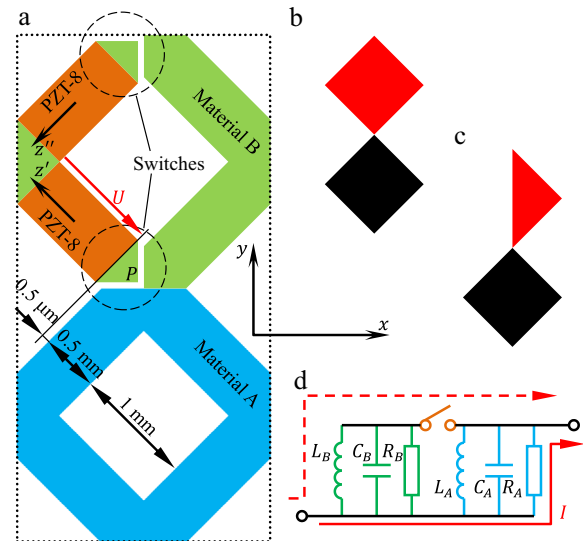 a
b
c
d
PZT-8
Material B
z''
z'
Switches
U
PZT-8
P
y
x
0.5 μm
0.5 mm
1 mm
Material A
L_B
C_B
R_B
L_A
C_A
R_A
I